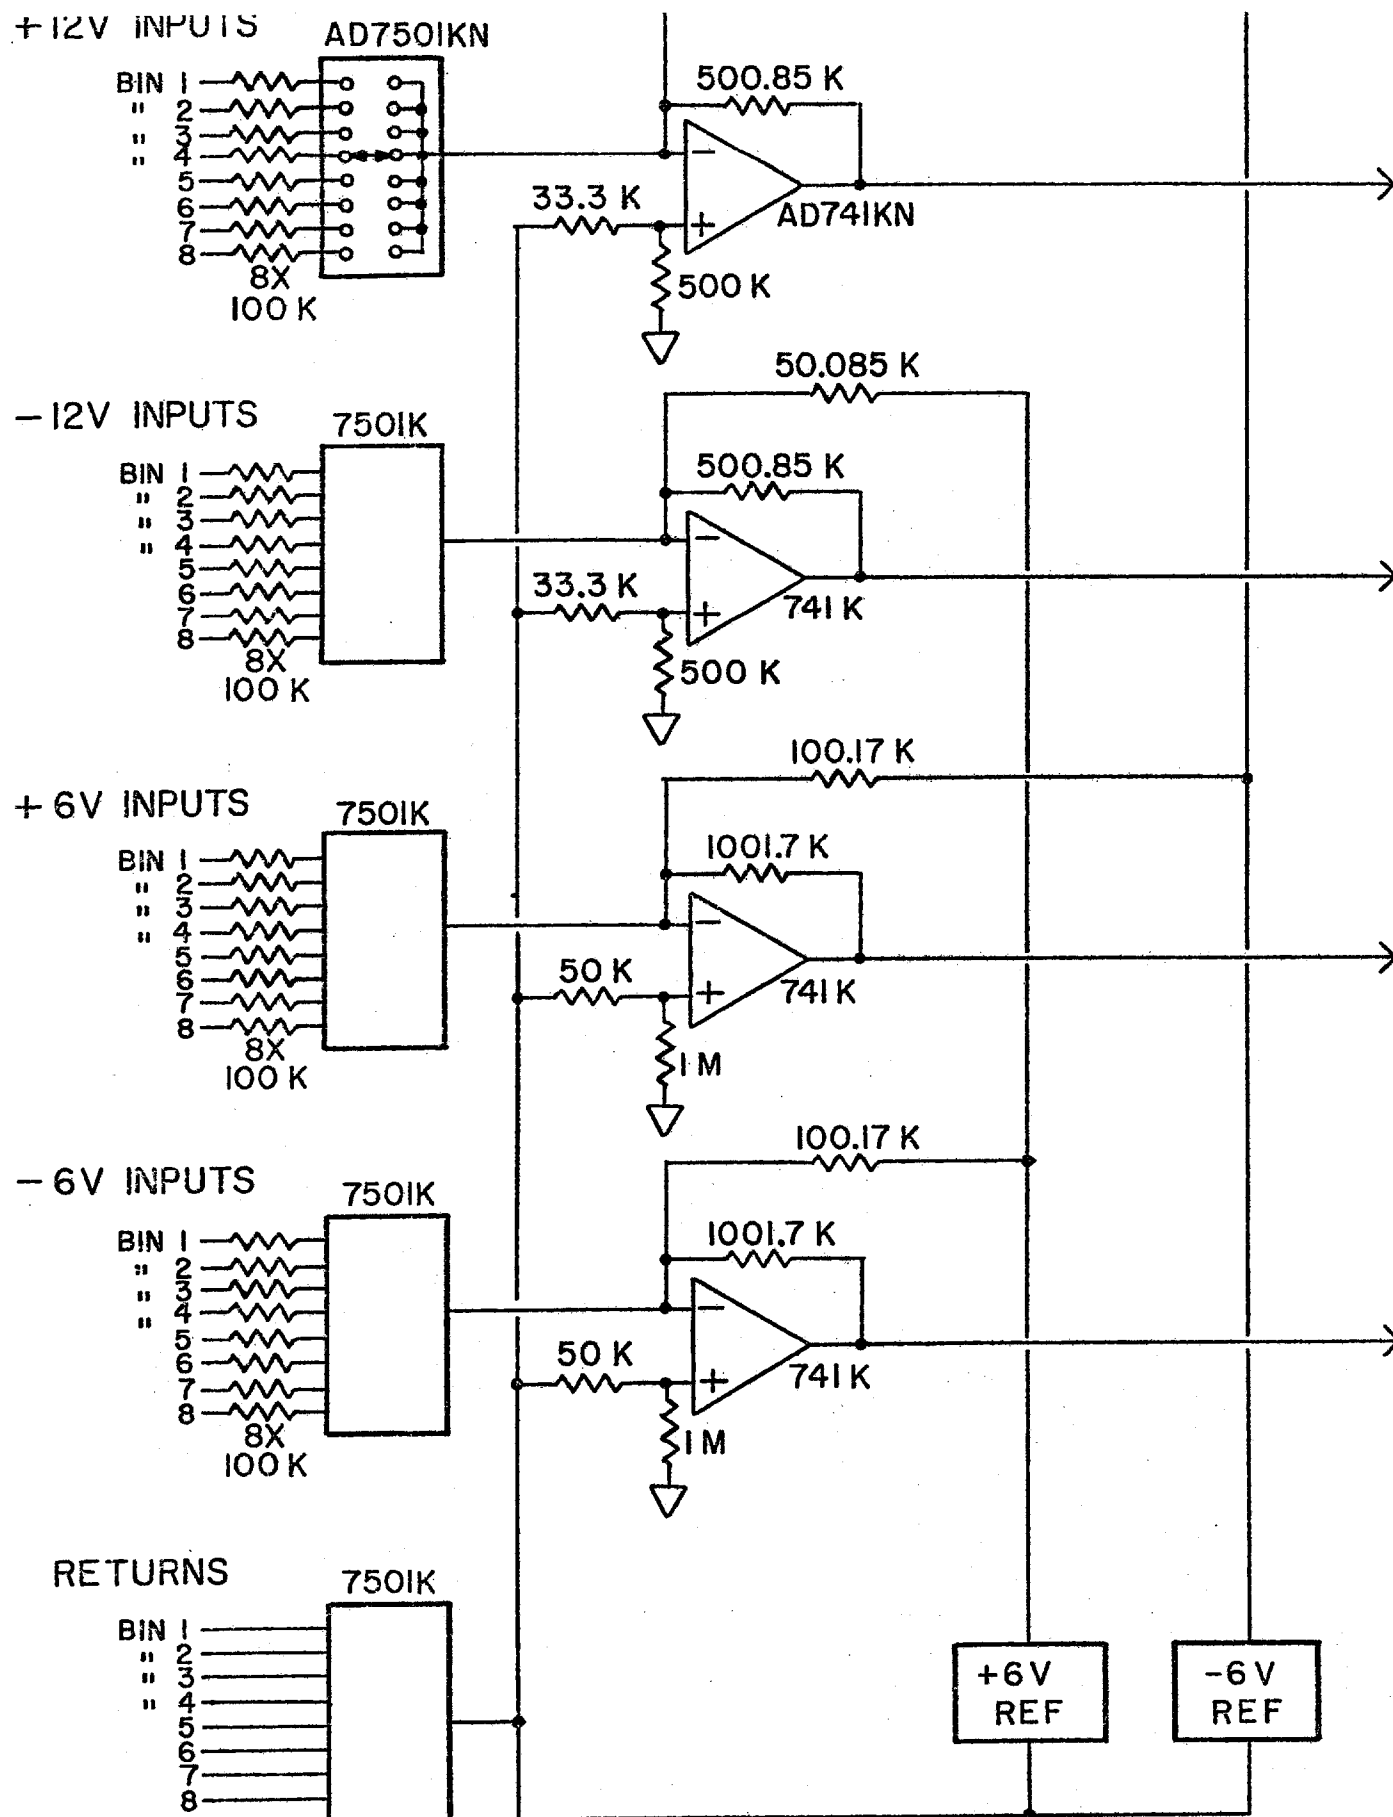 +12V INPUTS
AD7501KN
BIN 1
" 2
" 3
" 4
5
6
7
8
8X
100 K
500.85 K
33.3 K
−
+
AD741KN
500 K
50.085 K
−12V INPUTS
7501K
BIN 1
" 2
" 3
" 4
5
6
7
8
8X
100 K
500.85 K
33.3 K
−
+
741 K
500 K
100.17 K
+6V INPUTS
7501K
BIN 1
" 2
" 3
" 4
5
6
7
8
8X
100 K
1001.7 K
50 K
−
+
741 K
1 M
100.17 K
−6V INPUTS
7501K
BIN 1
" 2
" 3
" 4
5
6
7
8
8X
100 K
1001.7 K
50 K
−
+
741 K
1 M
RETURNS
7501K
BIN 1
" 2
" 3
" 4
5
6
7
8
+6V
REF
-6V
REF